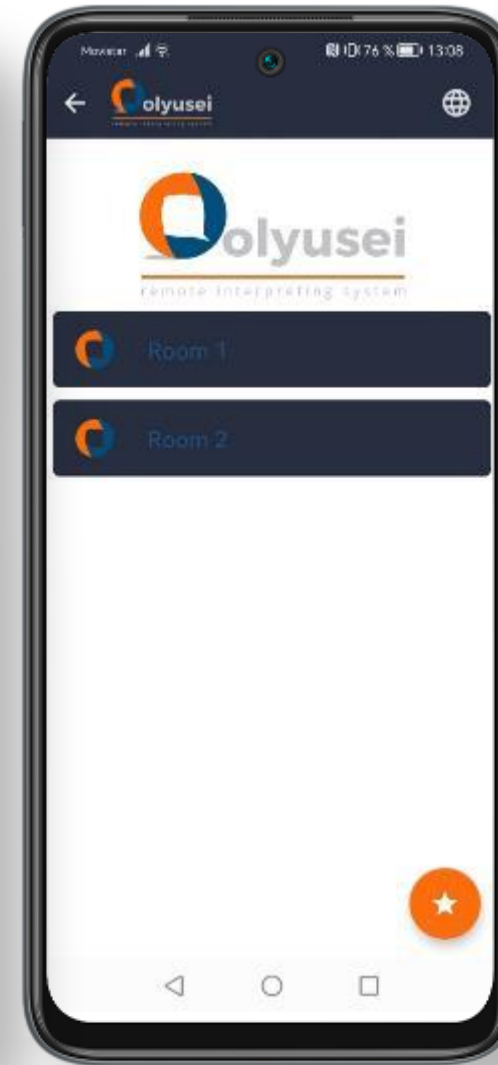 Movistar 76 % 13:08
olyusei
olyusei
remote interpreting system
Room 1
Room 2